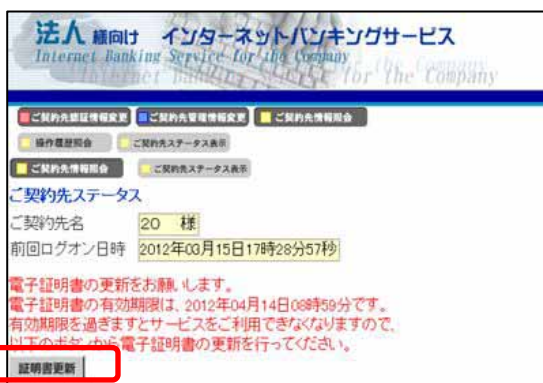 法人 様向け インターネットバンキングサービス
Internet Banking Service for the Company
Internet Banking Service for the Company
ご契約先認証情報変更 ご契約先管理情報変更 ご契約先情報照会
操作履歴照会 ご契約先ステータス表示
ご契約先情報照会 ご契約先ステータス表示
ご契約先ステータス
ご契約先名 20 様
前回ログオン日時 2012年03月15日17時28分57秒
電子証明書の更新をお願いします。
電子証明書の有効期限は、2012年04月14日08時59分です。
有効期限を過ぎますとサービスをご利用できなくなりますので、
以下のボタンから電子証明書の更新を行ってください。
証明書更新